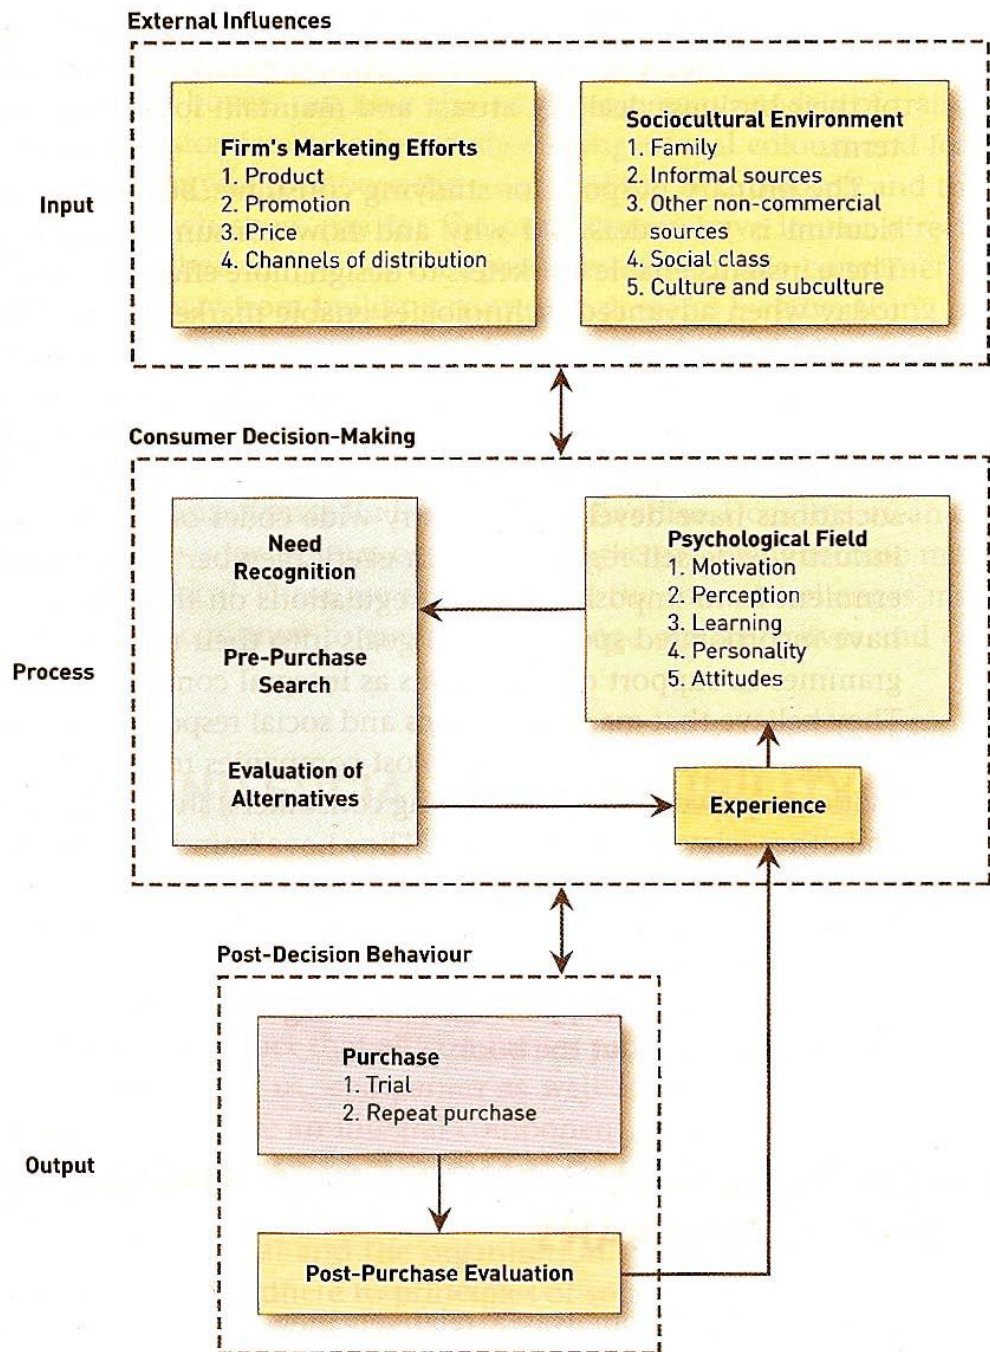 External Influences
Input
Firm's Marketing Efforts
1. Product
2. Promotion
3. Price
4. Channels of distribution
Sociocultural Environment
1. Family
2. Informal sources
3. Other non-commercial
sources
4. Social class
5. Culture and subculture
Consumer Decision-Making
Process
Need
Recognition
Pre-Purchase
Search
Evaluation of
Alternatives
Psychological Field
1. Motivation
2. Perception
3. Learning
4. Personality
5. Attitudes
Experience
Post-Decision Behaviour
Output
Purchase
1. Trial
2. Repeat purchase
Post-Purchase Evaluation